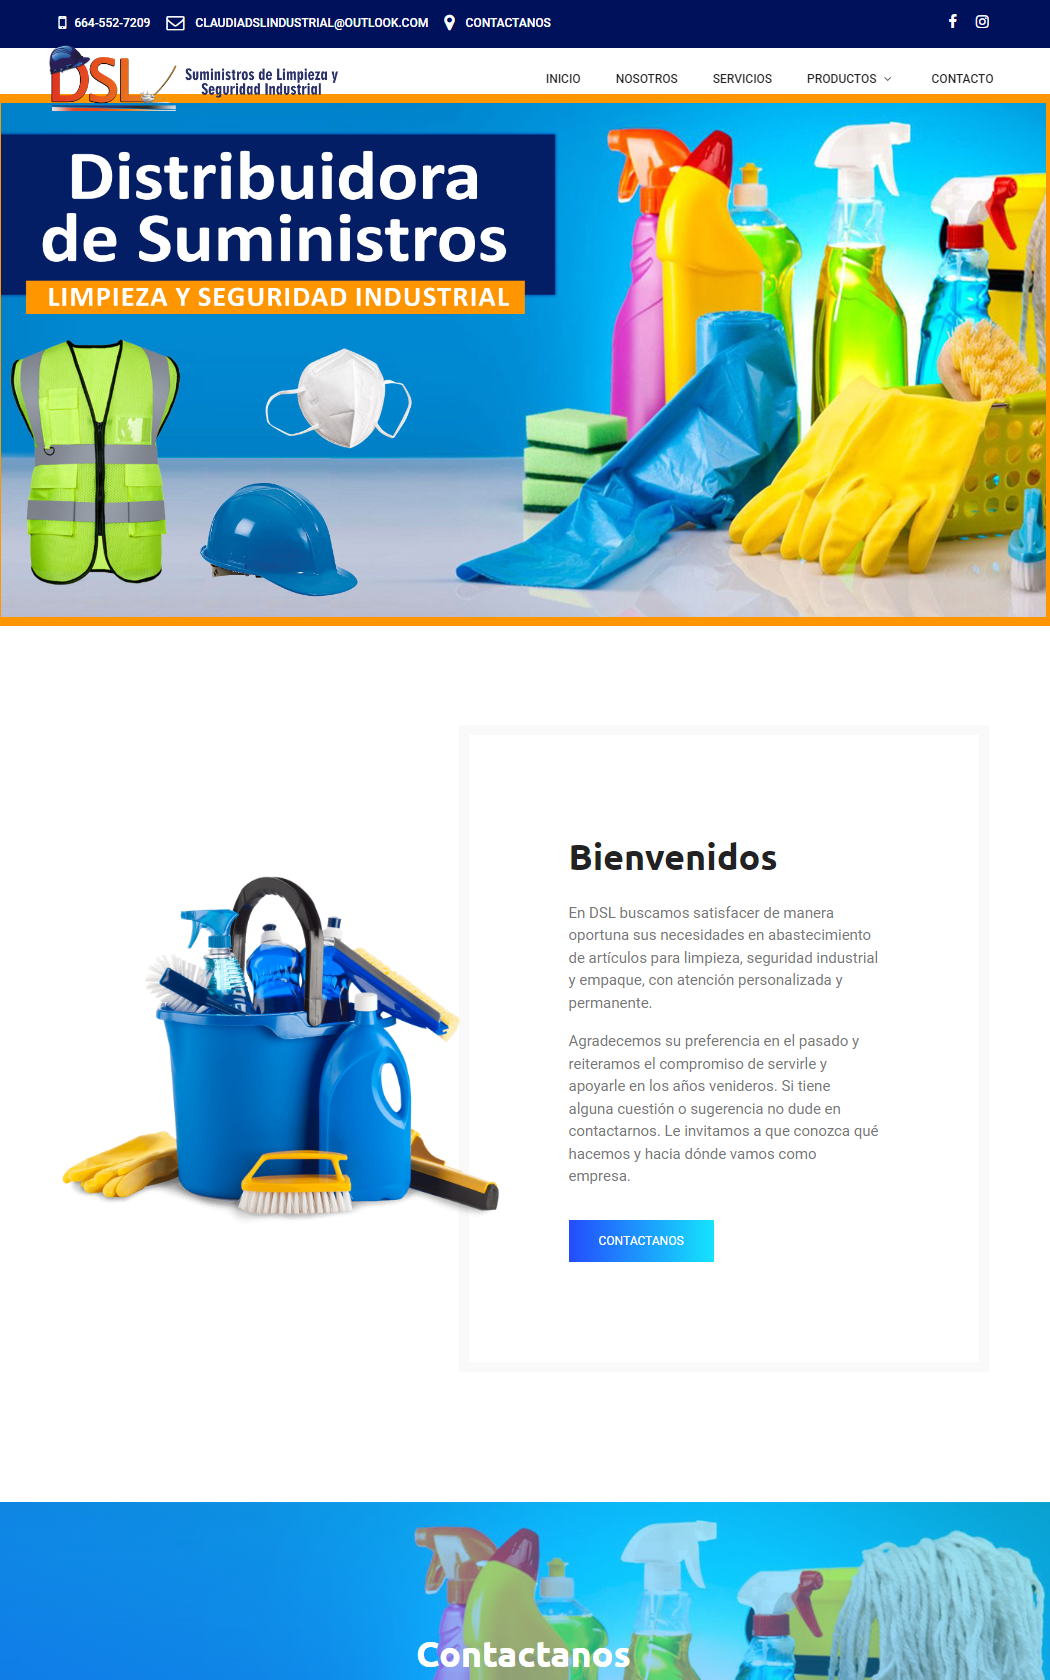 664-552-7209 CLAUDIADSLINDUSTRIAL@OUTLOOK.COM CONTACTANOS
DSL
Suministros de Limpieza y
Seguridad Industrial
INICIO NOSOTROS SERVICIOS PRODUCTOS CONTACTO
Distribuidora
de Suministros
LIMPIEZA Y SEGURIDAD INDUSTRIAL
Bienvenidos
En DSL buscamos satisfacer de manera
oportuna sus necesidades en abastecimiento
de artículos para limpieza, seguridad industrial
y empaque, con atención personalizada y
permanente.
Agradecemos su preferencia en el pasado y
reiteramos el compromiso de servirle y
apoyarle en los años venideros. Si tiene
alguna cuestión o sugerencia no dude en
contactarnos. Le invitamos a que conozca qué
hacemos y hacia dónde vamos como
empresa.
CONTACTANOS
Contactanos